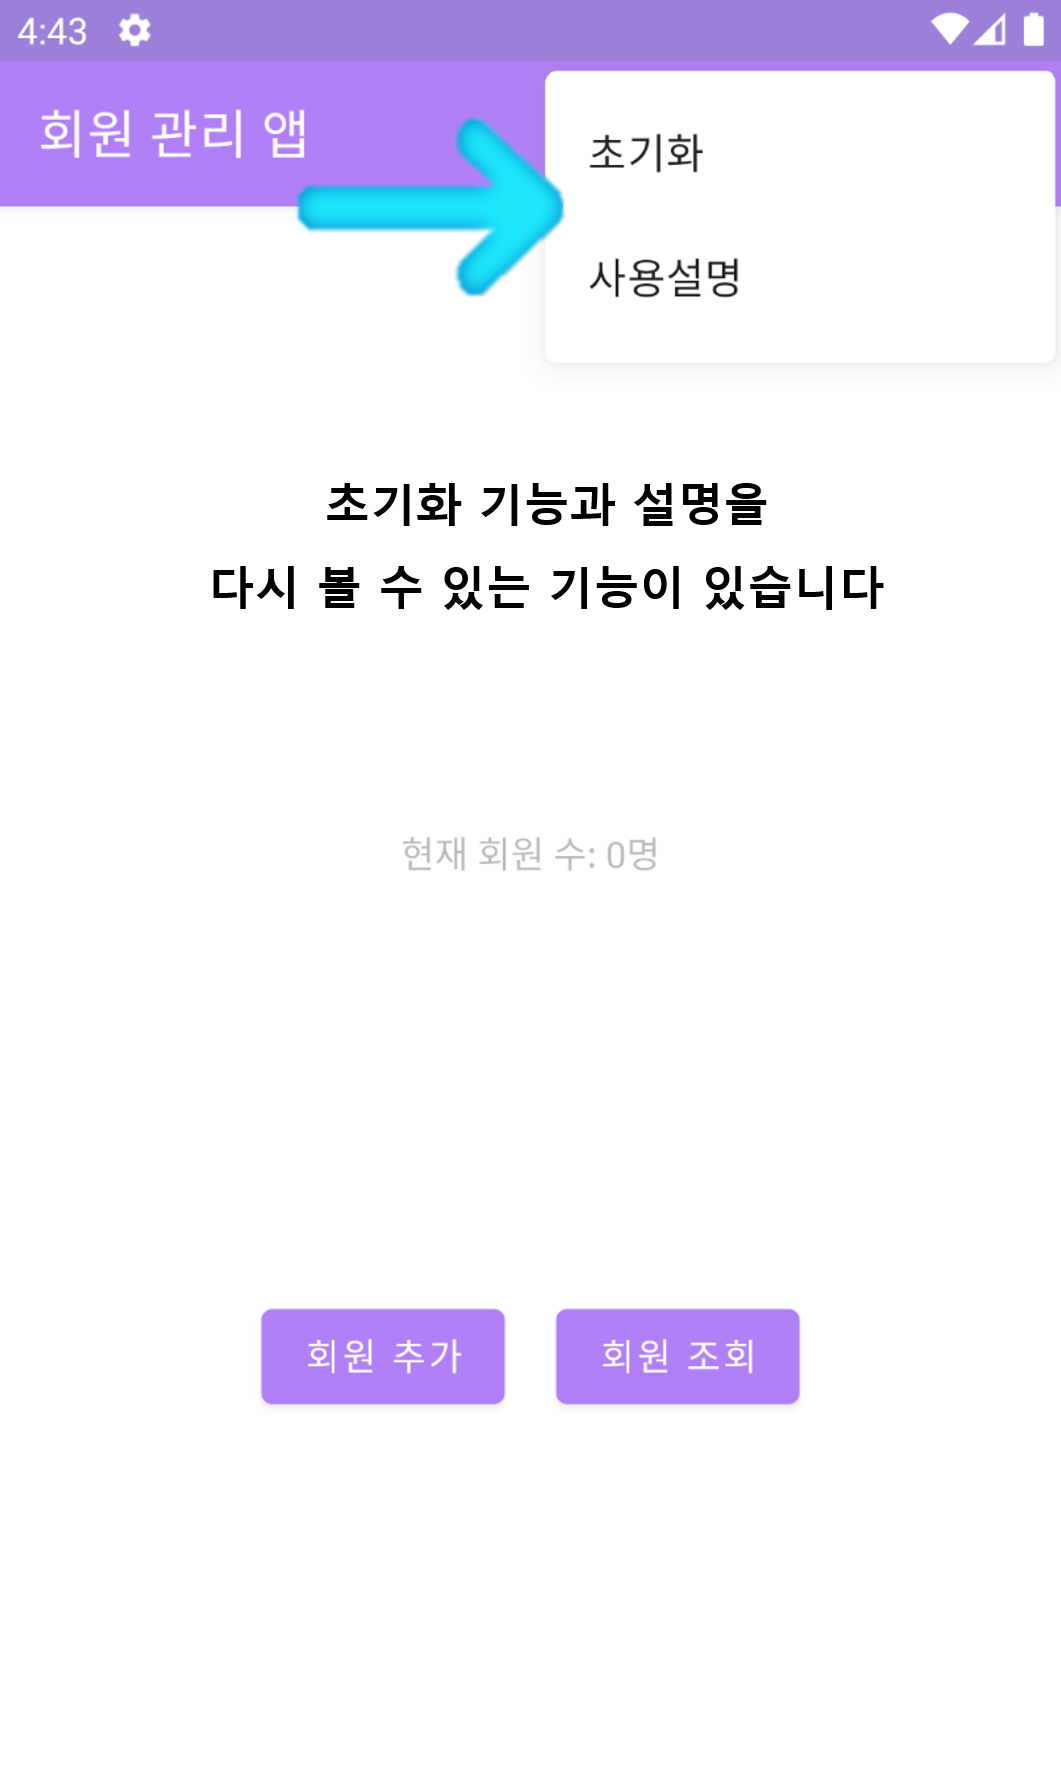 4:43
회원 관리 앱
초기화
사용설명
초기화 기능과 설명을
다시 볼 수 있는 기능이 있습니다
현재 회원 수: 0명
회원 추가
회원 조회